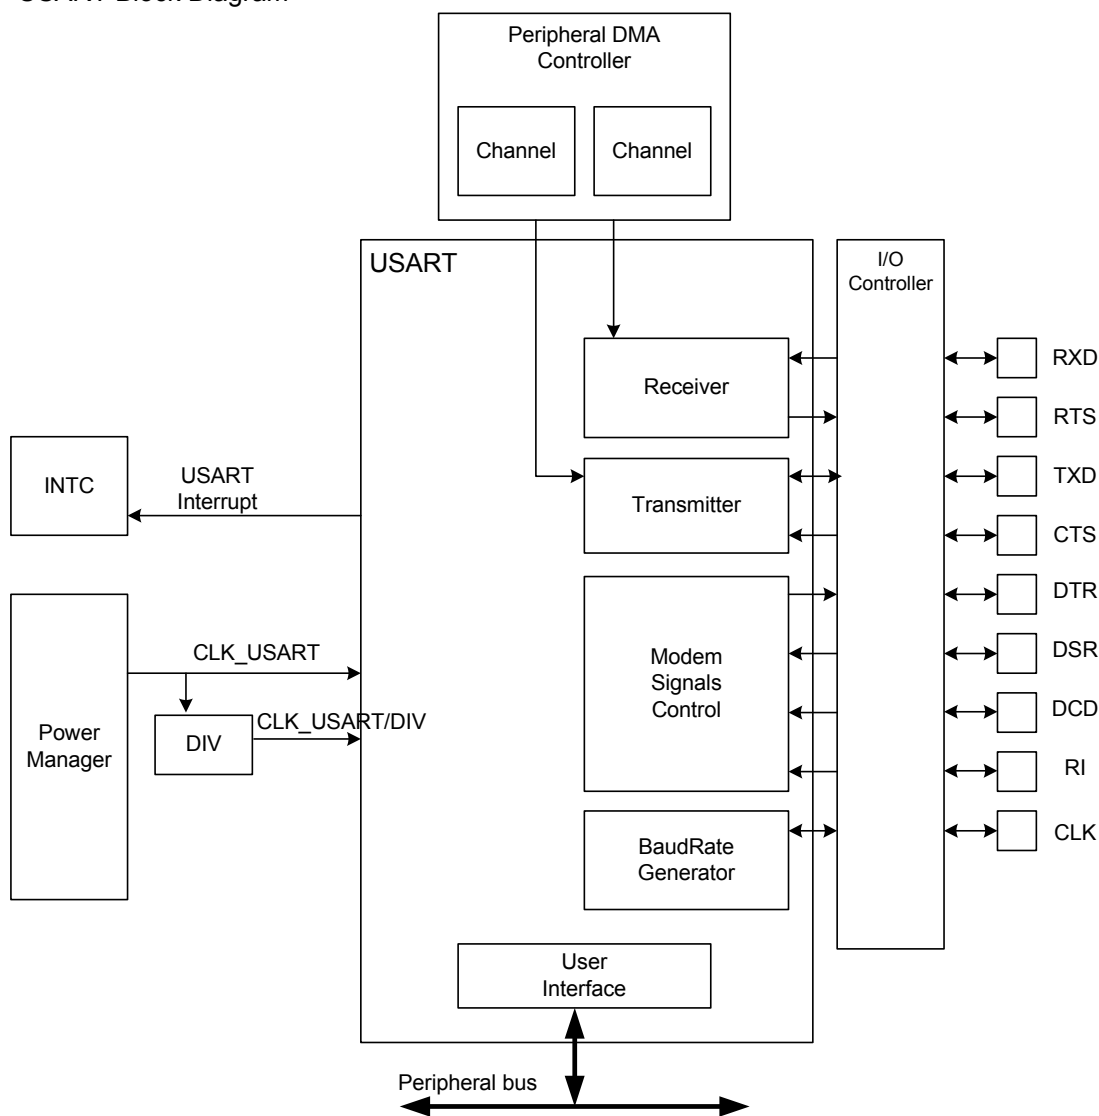 USART Block Diagram
Peripheral DMA
Controller
Channel
Channel
USART
I/O
Controller
Receiver
RXD
RTS
INTC
USART
Interrupt
Transmitter
TXD
CTS
DTR
CLK_USART
Modem
Signals
Control
DSR
Power
Manager
DIV
CLK_USART/DIV
DCD
RI
BaudRate
Generator
CLK
User
Interface
Peripheral bus